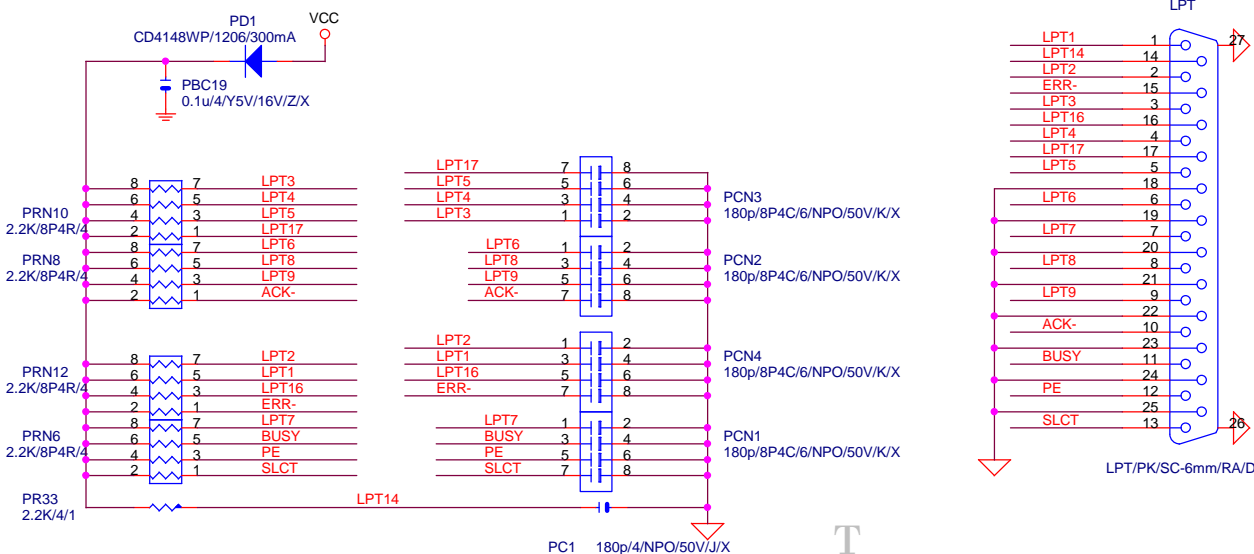 LPT
PD1 VCC
CD4148WP/1206/300mA
PBC19
0.1u/4/Y5V/16V/Z/X
8 7 LPT3
6 5 LPT4
4 3 LPT5
2 1 LPT17
PRN10
2.2K/8P4R/4
8 7 LPT6
6 5 LPT8
4 3 LPT9
2 1 ACK-
PRN8
2.2K/8P4R/4
8 7 LPT2
6 5 LPT1
4 3 LPT16
2 1 ERR-
PRN12
2.2K/8P4R/4
8 7 LPT7
6 5 BUSY
4 3 PE
2 1 SLCT
PRN6
2.2K/8P4R/4
PR33
2.2K/4/1
LPT14
LPT17 7 8
LPT5 5 6
LPT4 3 4
LPT3 1 2
PCN3
180p/8P4C/6/NPO/50V/K/X
LPT6 1 2
LPT8 3 4
LPT9 5 6
ACK- 7 8
PCN2
180p/8P4C/6/NPO/50V/K/X
LPT2 1 2
LPT1 3 4
LPT16 5 6
ERR- 7 8
PCN4
180p/8P4C/6/NPO/50V/K/X
LPT7 1 2
BUSY 3 4
PE 5 6
SLCT 7 8
PCN1
180p/8P4C/6/NPO/50V/K/X
PC1 180p/4/NPO/50V/J/X
T
LPT1 1 27
LPT14 14
LPT2 2
ERR- 15
LPT3 3
LPT16 16
LPT4 4
LPT17 17
LPT5 5
18
LPT6 6
19
LPT7 7
20
LPT8 8
21
LPT9 9
22
ACK- 10
23
BUSY 11
24
PE 12
25
SLCT 13 26
LPT/PK/SC-6mm/RA/D